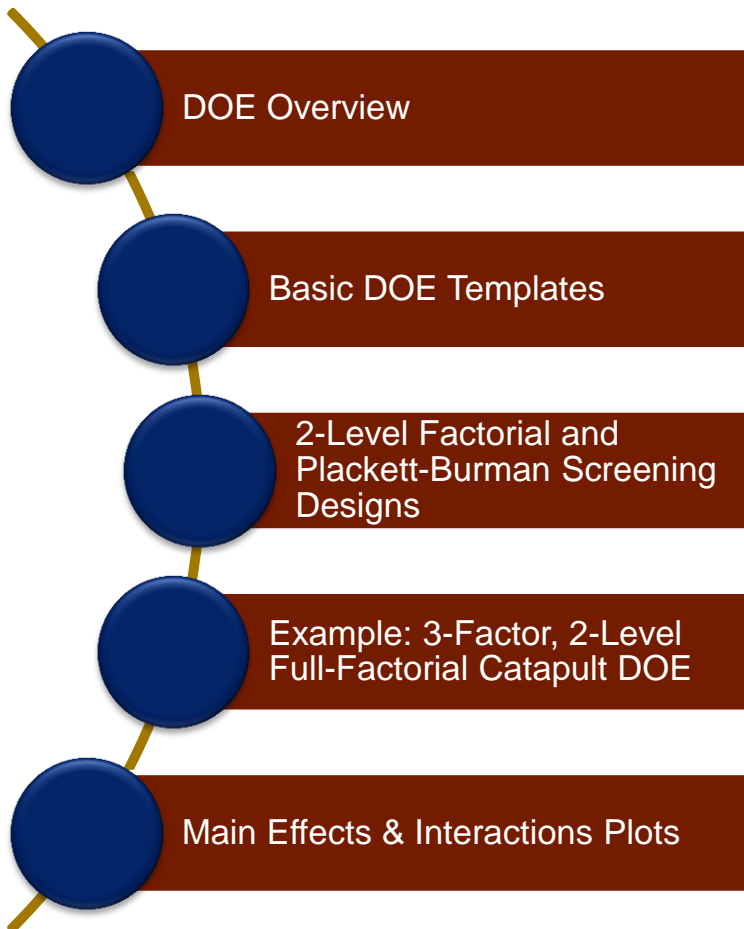 DOE Overview
Basic DOE Templates
2-Level Factorial and
Plackett-Burman Screening
Designs
Example: 3-Factor, 2-Level
Full-Factorial Catapult DOE
Main Effects & Interactions Plots